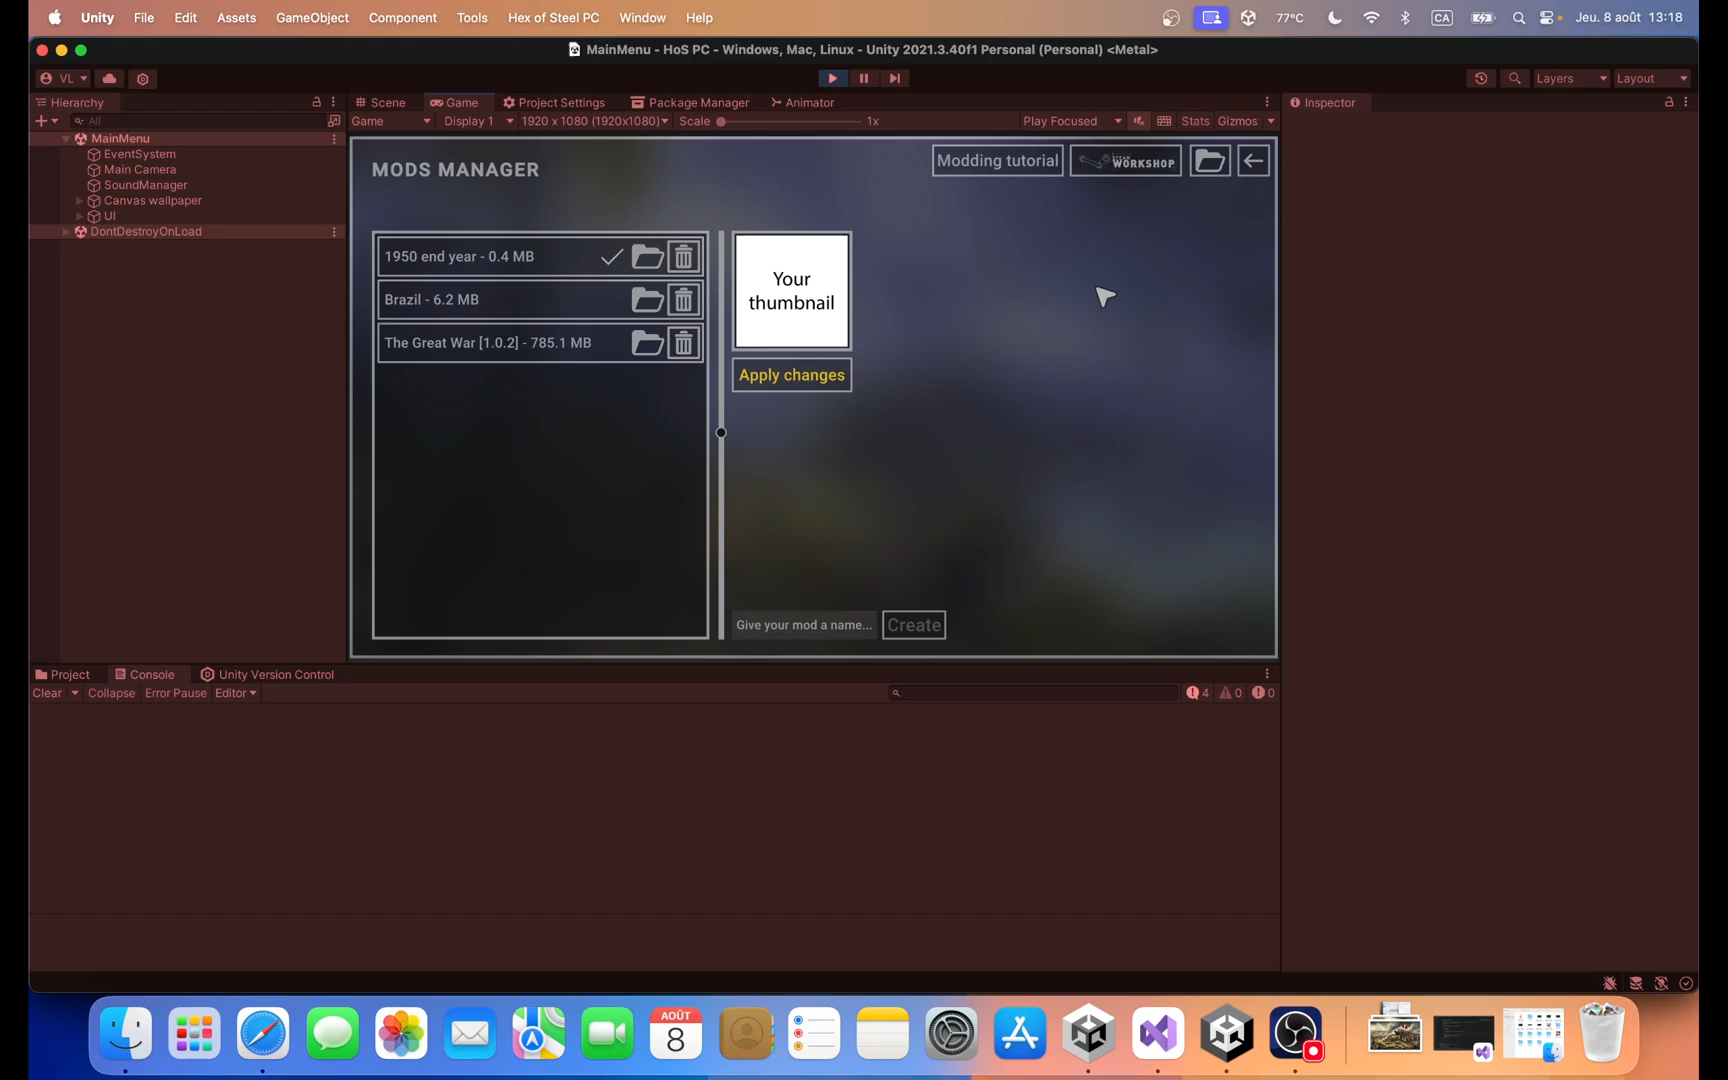 Unity File Edit Assets GameObject Component Tools Hex of Steel PC Window Help 77°C CA Jeu. 8 août 13:18
MainMenu - HoS PC - Windows, Mac, Linux - Unity 2021.3.40f1 Personal (Personal) <Metal>
VL Layers Layout
Hierarchy Scene Game Project Settings Package Manager Animator Inspector
All Game Display 1 1920 x 1080 (1920x1080) Scale 1x Play Focused Stats Gizmos
MainMenu
EventSystem
Main Camera
SoundManager
Canvas wallpaper
UI
DontDestroyOnLoad
MODS MANAGER
Modding tutorial
WORKSHOP
1950 end year - 0.4 MB
Brazil - 6.2 MB
The Great War [1.0.2] - 785.1 MB
Your
thumbnail
Apply changes
Give your mod a name...
Create
Project Console Unity Version Control
Clear Collapse Error Pause Editor 4 0 0
AOÛT
8